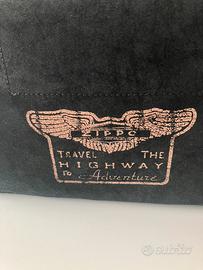 ZIPPO
TRAVEL THE
HIGHWAY
TO Adventure
subito